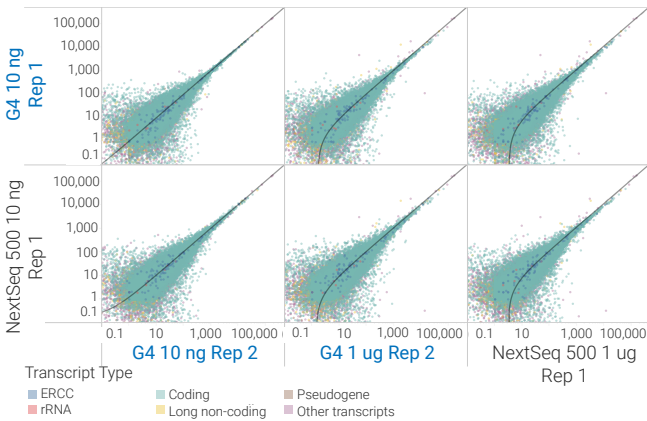 G4 10 ng
Rep 1
100,000
10,000
1,000
100
10
1
0.1
NextSeq 500 10 ng
Rep 1
100,000
10,000
1,000
100
10
1
0.1
0.1 10 1,000 100,000 0.1 10 1,000 100,000 0.1 10 1,000 100,000
G4 10 ng Rep 2 G4 1 ug Rep 2 NextSeq 500 1 ug
Rep 1
Transcript Type
ERCC Coding Pseudogene
rRNA Long non-coding Other transcripts